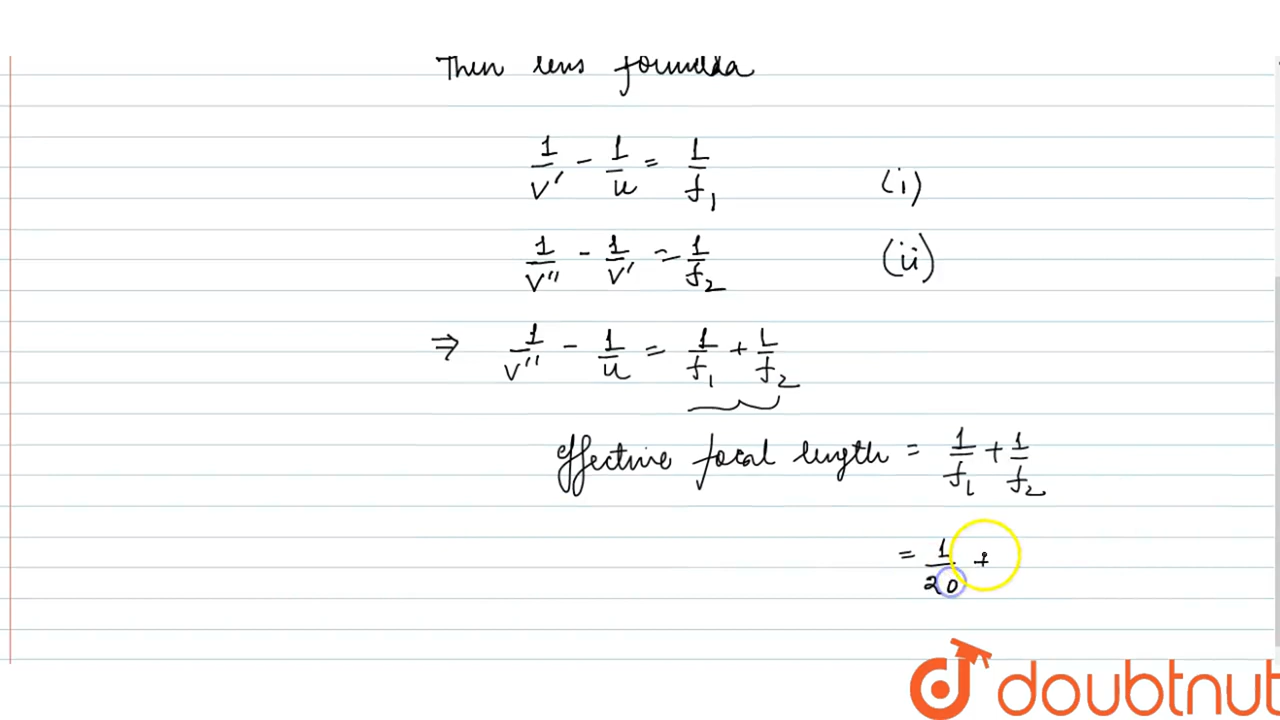 Then lens formula
1/v' - 1/u = 1/f₁ (i)
1/v'' - 1/v' = 1/f₂ (ii)
⇒ 1/v'' - 1/u = 1/f₁ + 1/f₂
effective focal length = 1/f₁ + 1/f₂
= 1/20 +
doubtnut